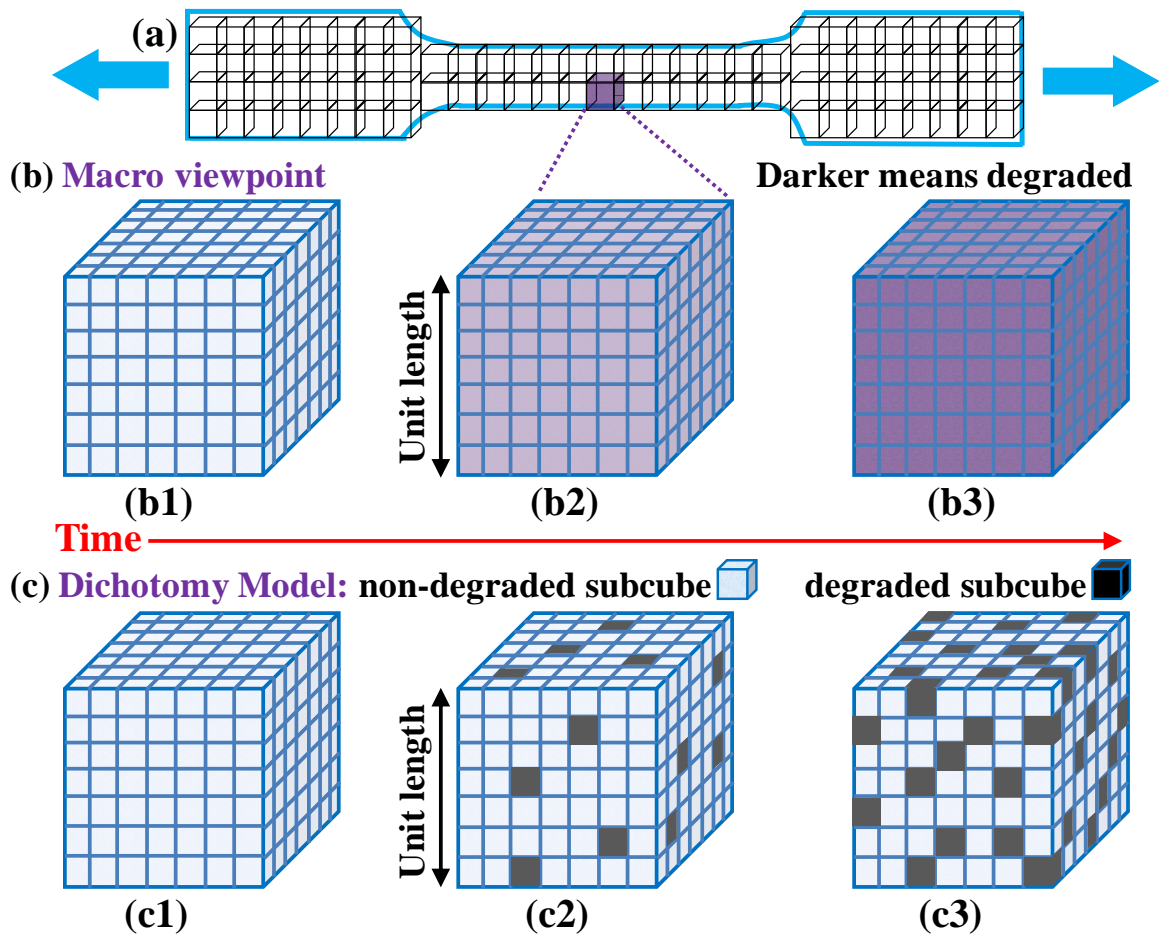 (a)
(b) Macro viewpoint
Darker means degraded
Unit length
(b1)
(b2)
(b3)
Time
(c) Dichotomy Model: non-degraded subcube
degraded subcube
Unit length
(c1)
(c2)
(c3)